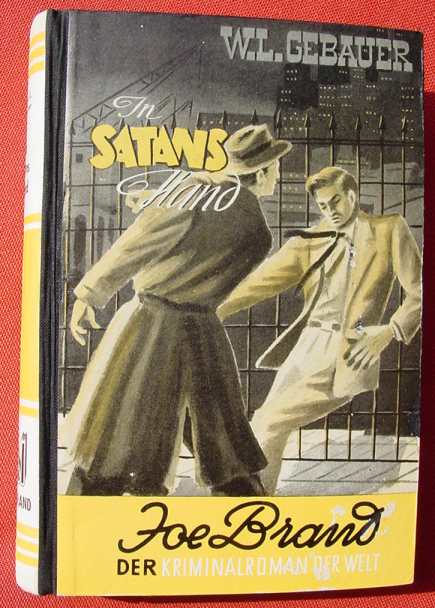 W.L. GEBAUER
In
SATANS
Hand
Joe Brand
DER KRIMINALROMAN DER WELT